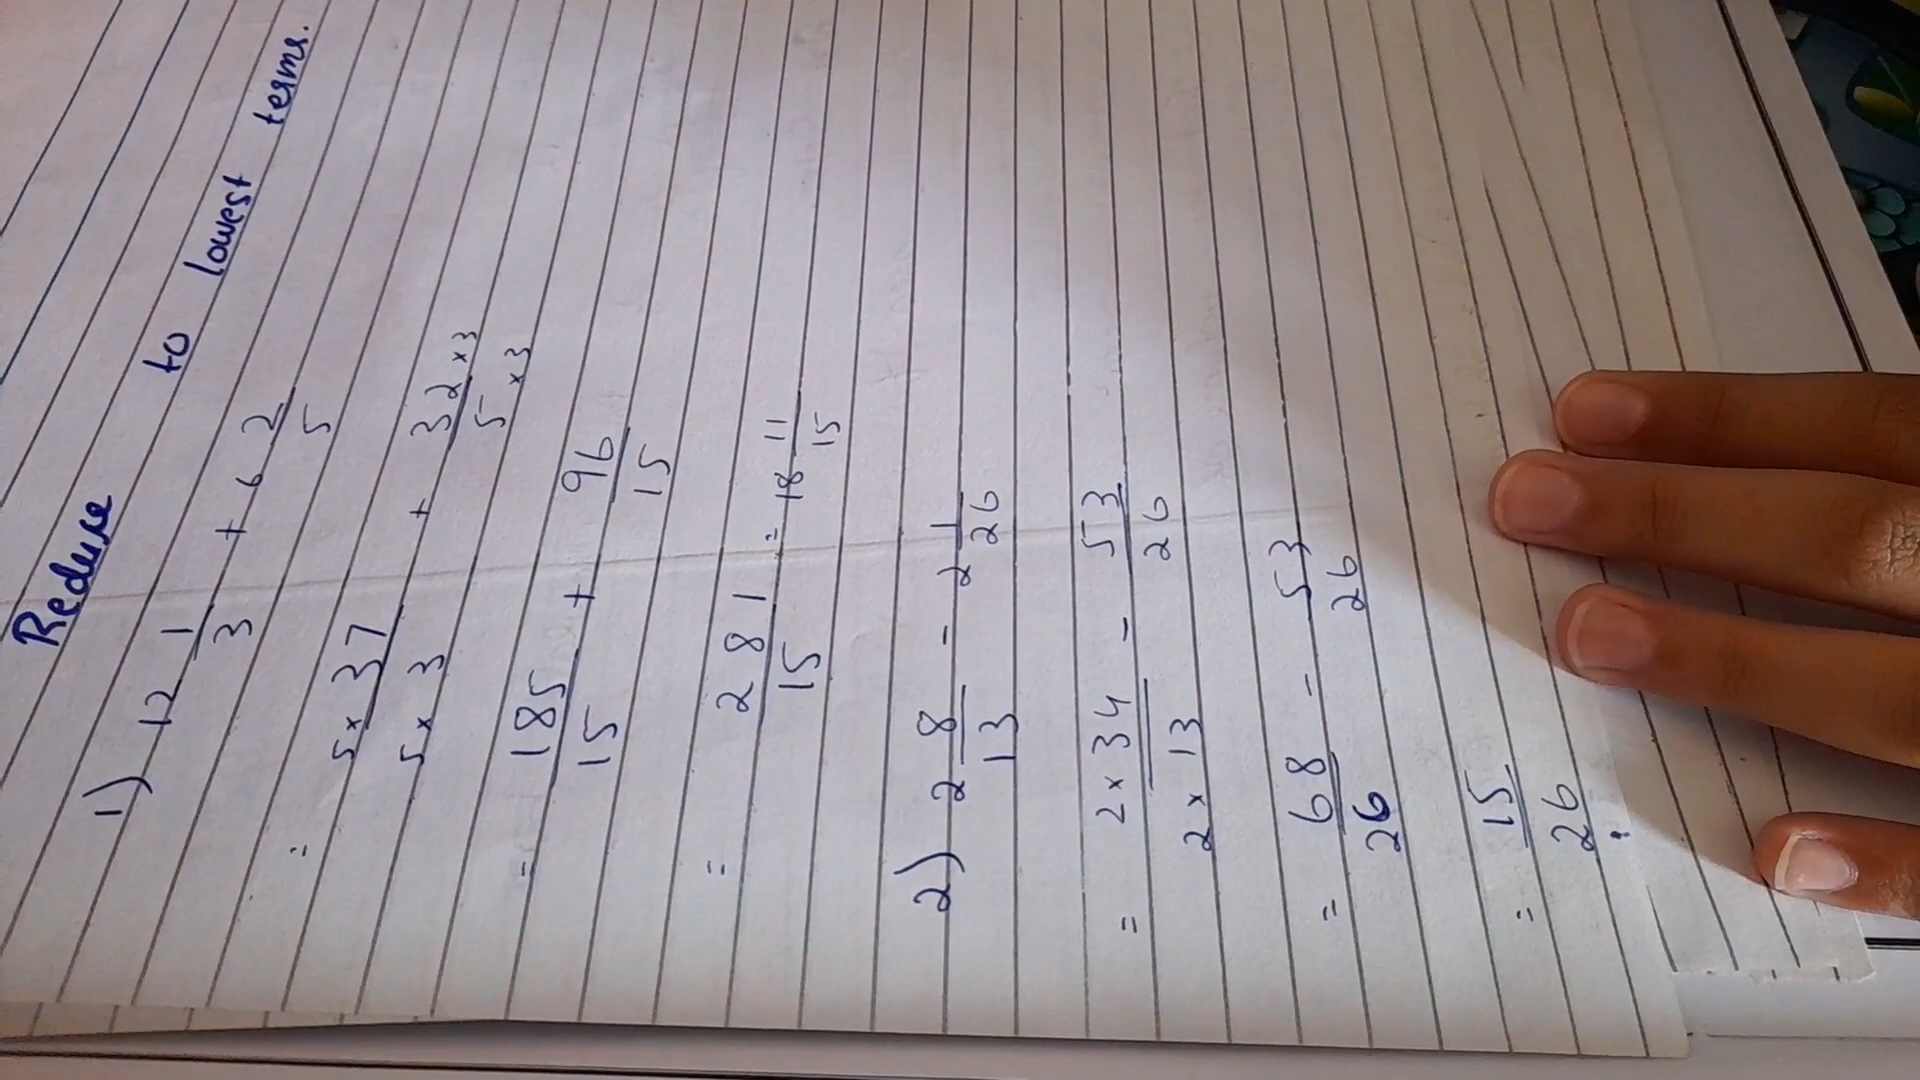 Reduce to lowest terms.
1) 12 1/3 + 6 2/5
= 5×37/5×3 + 32×3/5×3
= 185/15 + 96/15
= 281/15 = 18 11/15
2) 2 8/13 - 2 1/26
= 2×34/2×13 - 53/26
= 68/26 - 53/26
= 15/26